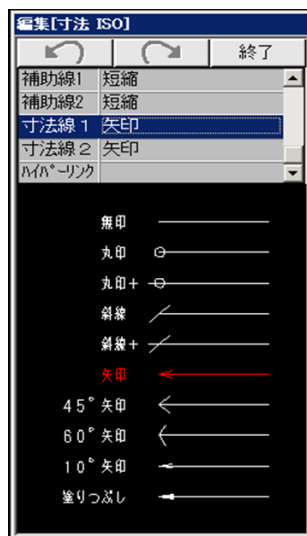 編集[寸法 ISO]
終了
補助線1 短縮
補助線2 短縮
寸法線１ 矢印
寸法線２ 矢印
ﾊｲﾊﾟｰﾘﾝｸ
無印
丸印
丸印+
斜線
斜線+
矢印
45°矢印
60°矢印
10°矢印
塗りつぶし